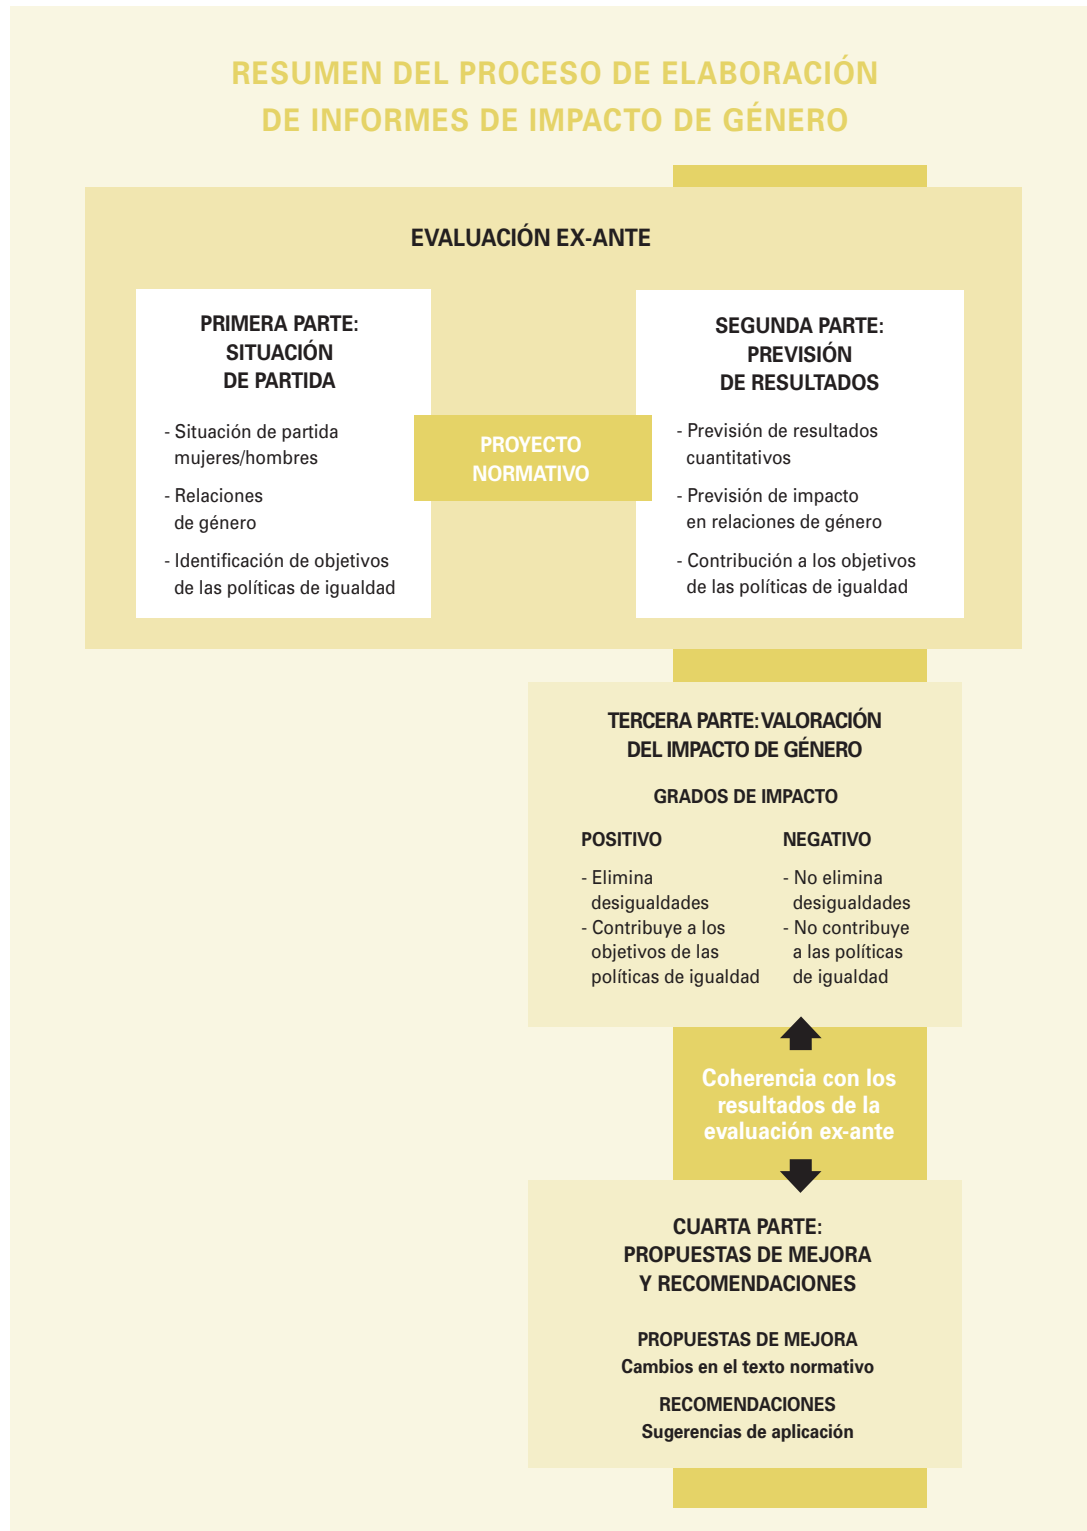 RESUMEN DEL PROCESO DE ELABORACIÓN
DE INFORMES DE IMPACTO DE GÉNERO
EVALUACIÓN EX-ANTE
PRIMERA PARTE:
SITUACIÓN
DE PARTIDA
- Situación de partida
mujeres/hombres
- Relaciones
de género
- Identificación de objetivos
de las políticas de igualdad
PROYECTO
NORMATIVO
SEGUNDA PARTE:
PREVISIÓN
DE RESULTADOS
- Previsión de resultados
cuantitativos
- Previsión de impacto
en relaciones de género
- Contribución a los objetivos
de las políticas de igualdad
TERCERA PARTE: VALORACIÓN
DEL IMPACTO DE GÉNERO
GRADOS DE IMPACTO
POSITIVO
- Elimina
desigualdades
- Contribuye a los
objetivos de las
políticas de igualdad
NEGATIVO
- No elimina
desigualdades
- No contribuye
a las políticas
de igualdad
Coherencia con los
resultados de la
evaluación ex-ante
CUARTA PARTE:
PROPUESTAS DE MEJORA
Y RECOMENDACIONES
PROPUESTAS DE MEJORA
Cambios en el texto normativo
RECOMENDACIONES
Sugerencias de aplicación